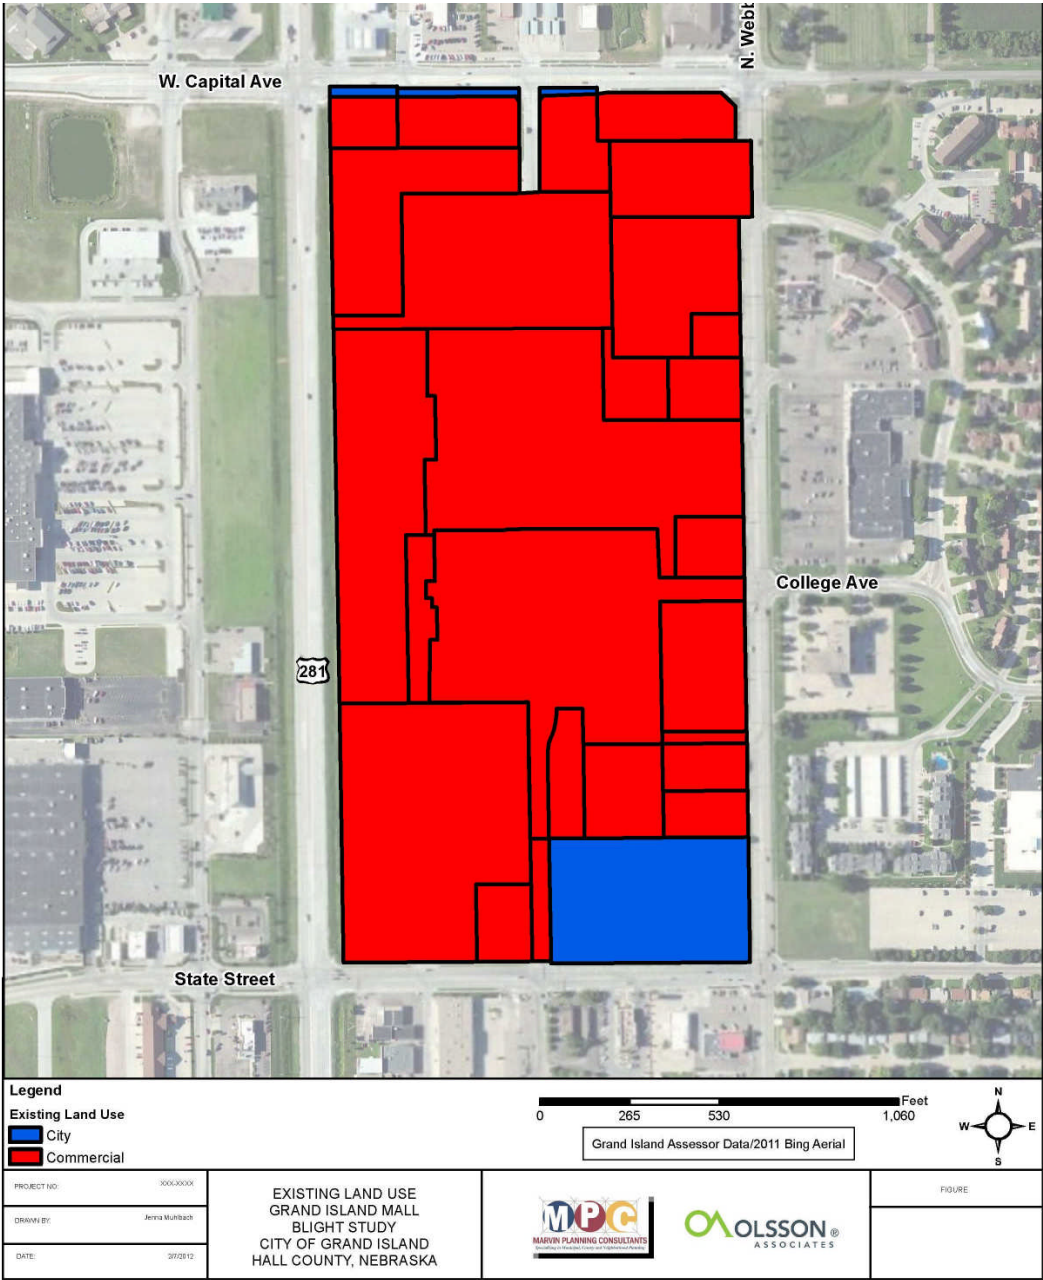 N. Webb
W. Capital Ave
College Ave
281
State Street
Legend
Existing Land Use
City
Commercial
Feet
0 265 530 1,060
Grand Island Assessor Data/2011 Bing Aerial
N
W E
S
PROJECT NO: XXX-XXXX
DRAWN BY: Jenna Muhlbach
DATE: 2/7/2012
EXISTING LAND USE
GRAND ISLAND MALL
BLIGHT STUDY
CITY OF GRAND ISLAND
HALL COUNTY, NEBRASKA
MPC
MARVIN PLANNING CONSULTANTS
OLSSON ®
ASSOCIATES
FIGURE